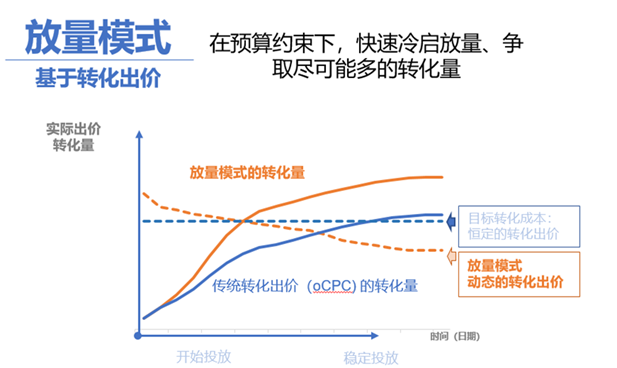 放量模式
基于转化出价
在预算约束下，快速冷启放量、争
取尽可能多的转化量
实际出价
转化量
放量模式的转化量
目标转化成本：
恒定的转化出价
放量模式
动态的转化出价
传统转化出价（oCPC) 的转化量
时间（日期）
开始投放
稳定投放